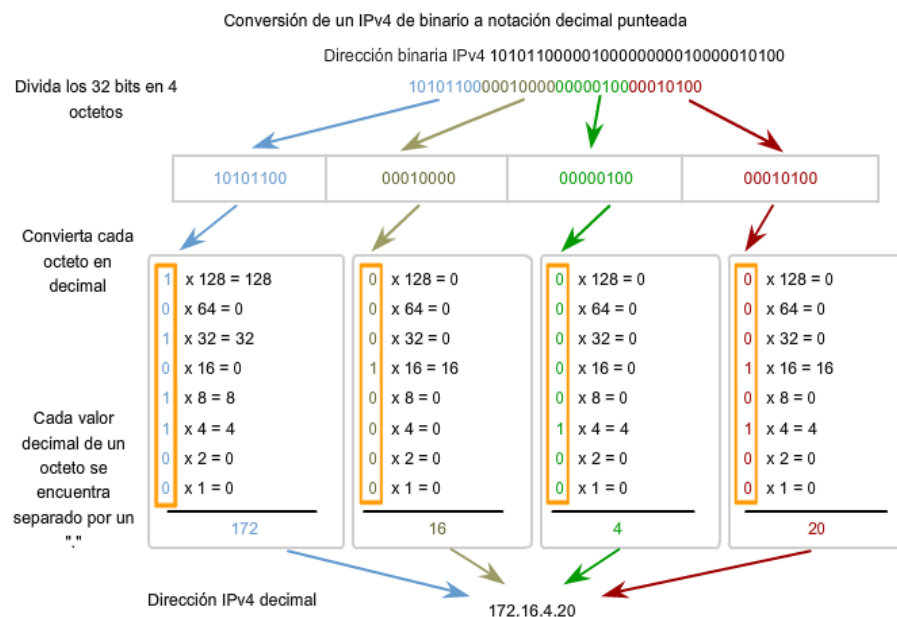 Conversión de un IPv4 de binario a notación decimal punteada
Dirección binaria IPv4 10101100000100000000010000010100
Divida los 32 bits en 4
octetos
10101100000100000000010000010100
10101100 00010000 00000100 00010100
Convierta cada
octeto en
decimal
1 x 128 = 128 0 x 128 = 0 0 x 128 = 0 0 x 128 = 0
0 x 64 = 0 0 x 64 = 0 0 x 64 = 0 0 x 64 = 0
1 x 32 = 32 0 x 32 = 0 0 x 32 = 0 0 x 32 = 0
0 x 16 = 0 1 x 16 = 16 0 x 16 = 0 1 x 16 = 16
1 x 8 = 8 0 x 8 = 0 0 x 8 = 0 0 x 8 = 0
1 x 4 = 4 0 x 4 = 0 1 x 4 = 4 1 x 4 = 4
0 x 2 = 0 0 x 2 = 0 0 x 2 = 0 0 x 2 = 0
0 x 1 = 0 0 x 1 = 0 0 x 1 = 0 0 x 1 = 0
172 16 4 20
Cada valor
decimal de un
octeto se
encuentra
separado por un
"."
Dirección IPv4 decimal
172.16.4.20